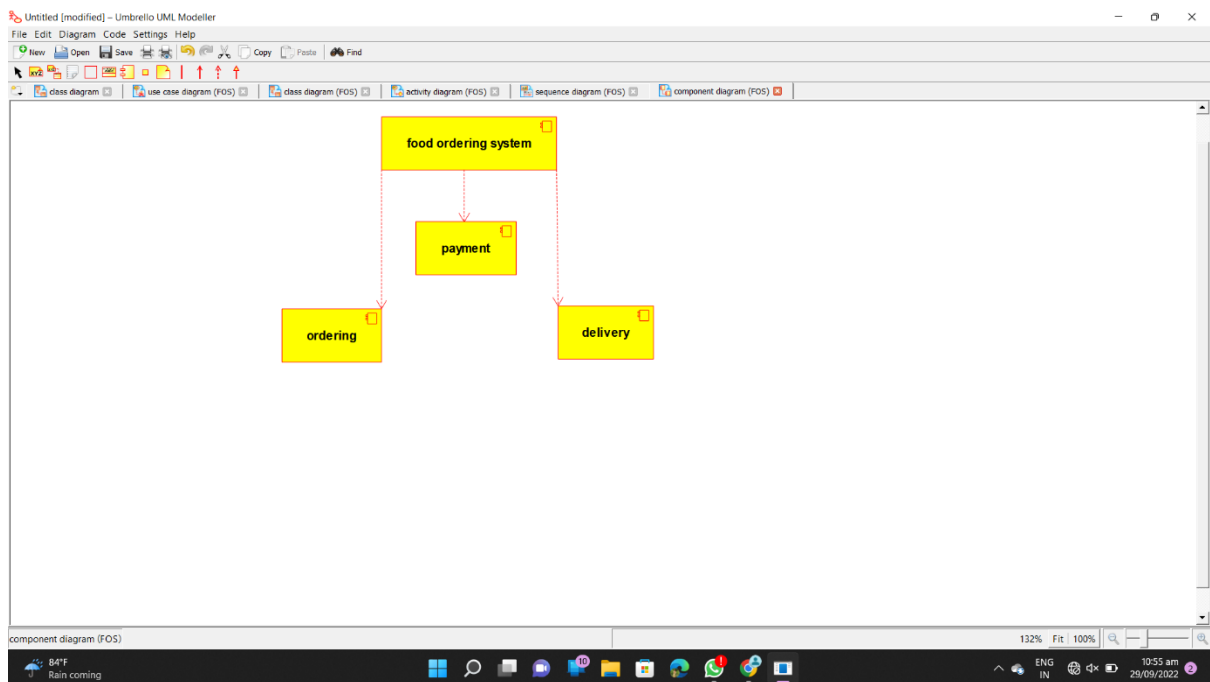 Untitled [modified] – Umbrello UML Modeller
File Edit Diagram Code Settings Help
New Open Save Copy Paste Find
XYZ
class diagram use case diagram (FOS) class diagram (FOS) activity diagram (FOS) sequence diagram (FOS) component diagram (FOS)
food ordering system
payment
ordering
delivery
component diagram (FOS)
132% Fit 100%
84°F
Rain coming
10
ENG
IN
10:55 am
29/09/2022
2